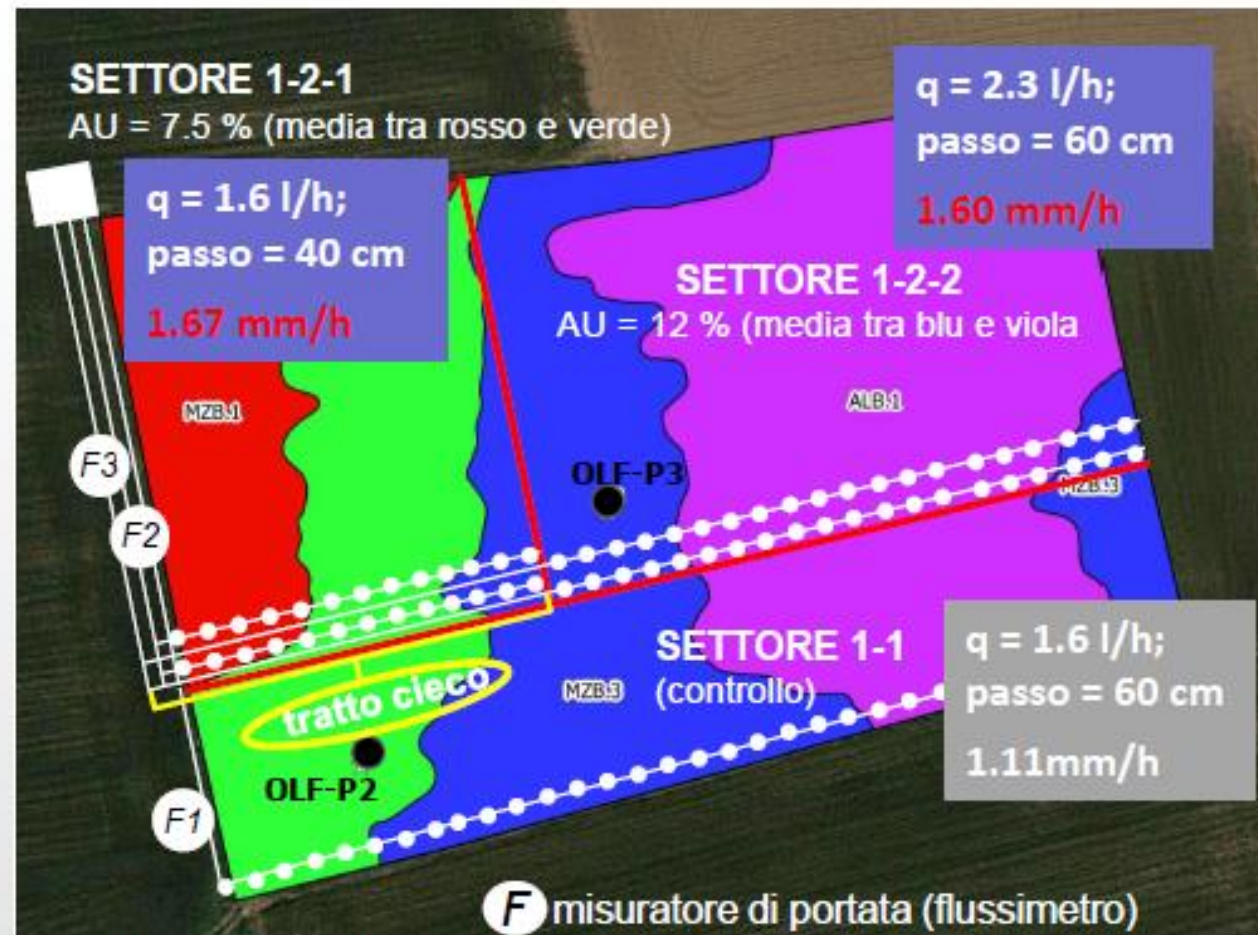 SETTORE 1-2-1
AU = 7.5 % (media tra rosso e verde)
q = 1.6 l/h;
passo = 40 cm
1.67 mm/h
q = 2.3 l/h;
passo = 60 cm
1.60 mm/h
SETTORE 1-2-2
AU = 12 % (media tra blu e viola
MZB.1
ALB.1
F3
OLF-P3
MZB.3
F2
SETTORE 1-1
(controllo)
MZB.3
tratto cieco
q = 1.6 l/h;
passo = 60 cm
1.11mm/h
OLF-P2
F1
F misuratore di portata (flussimetro)